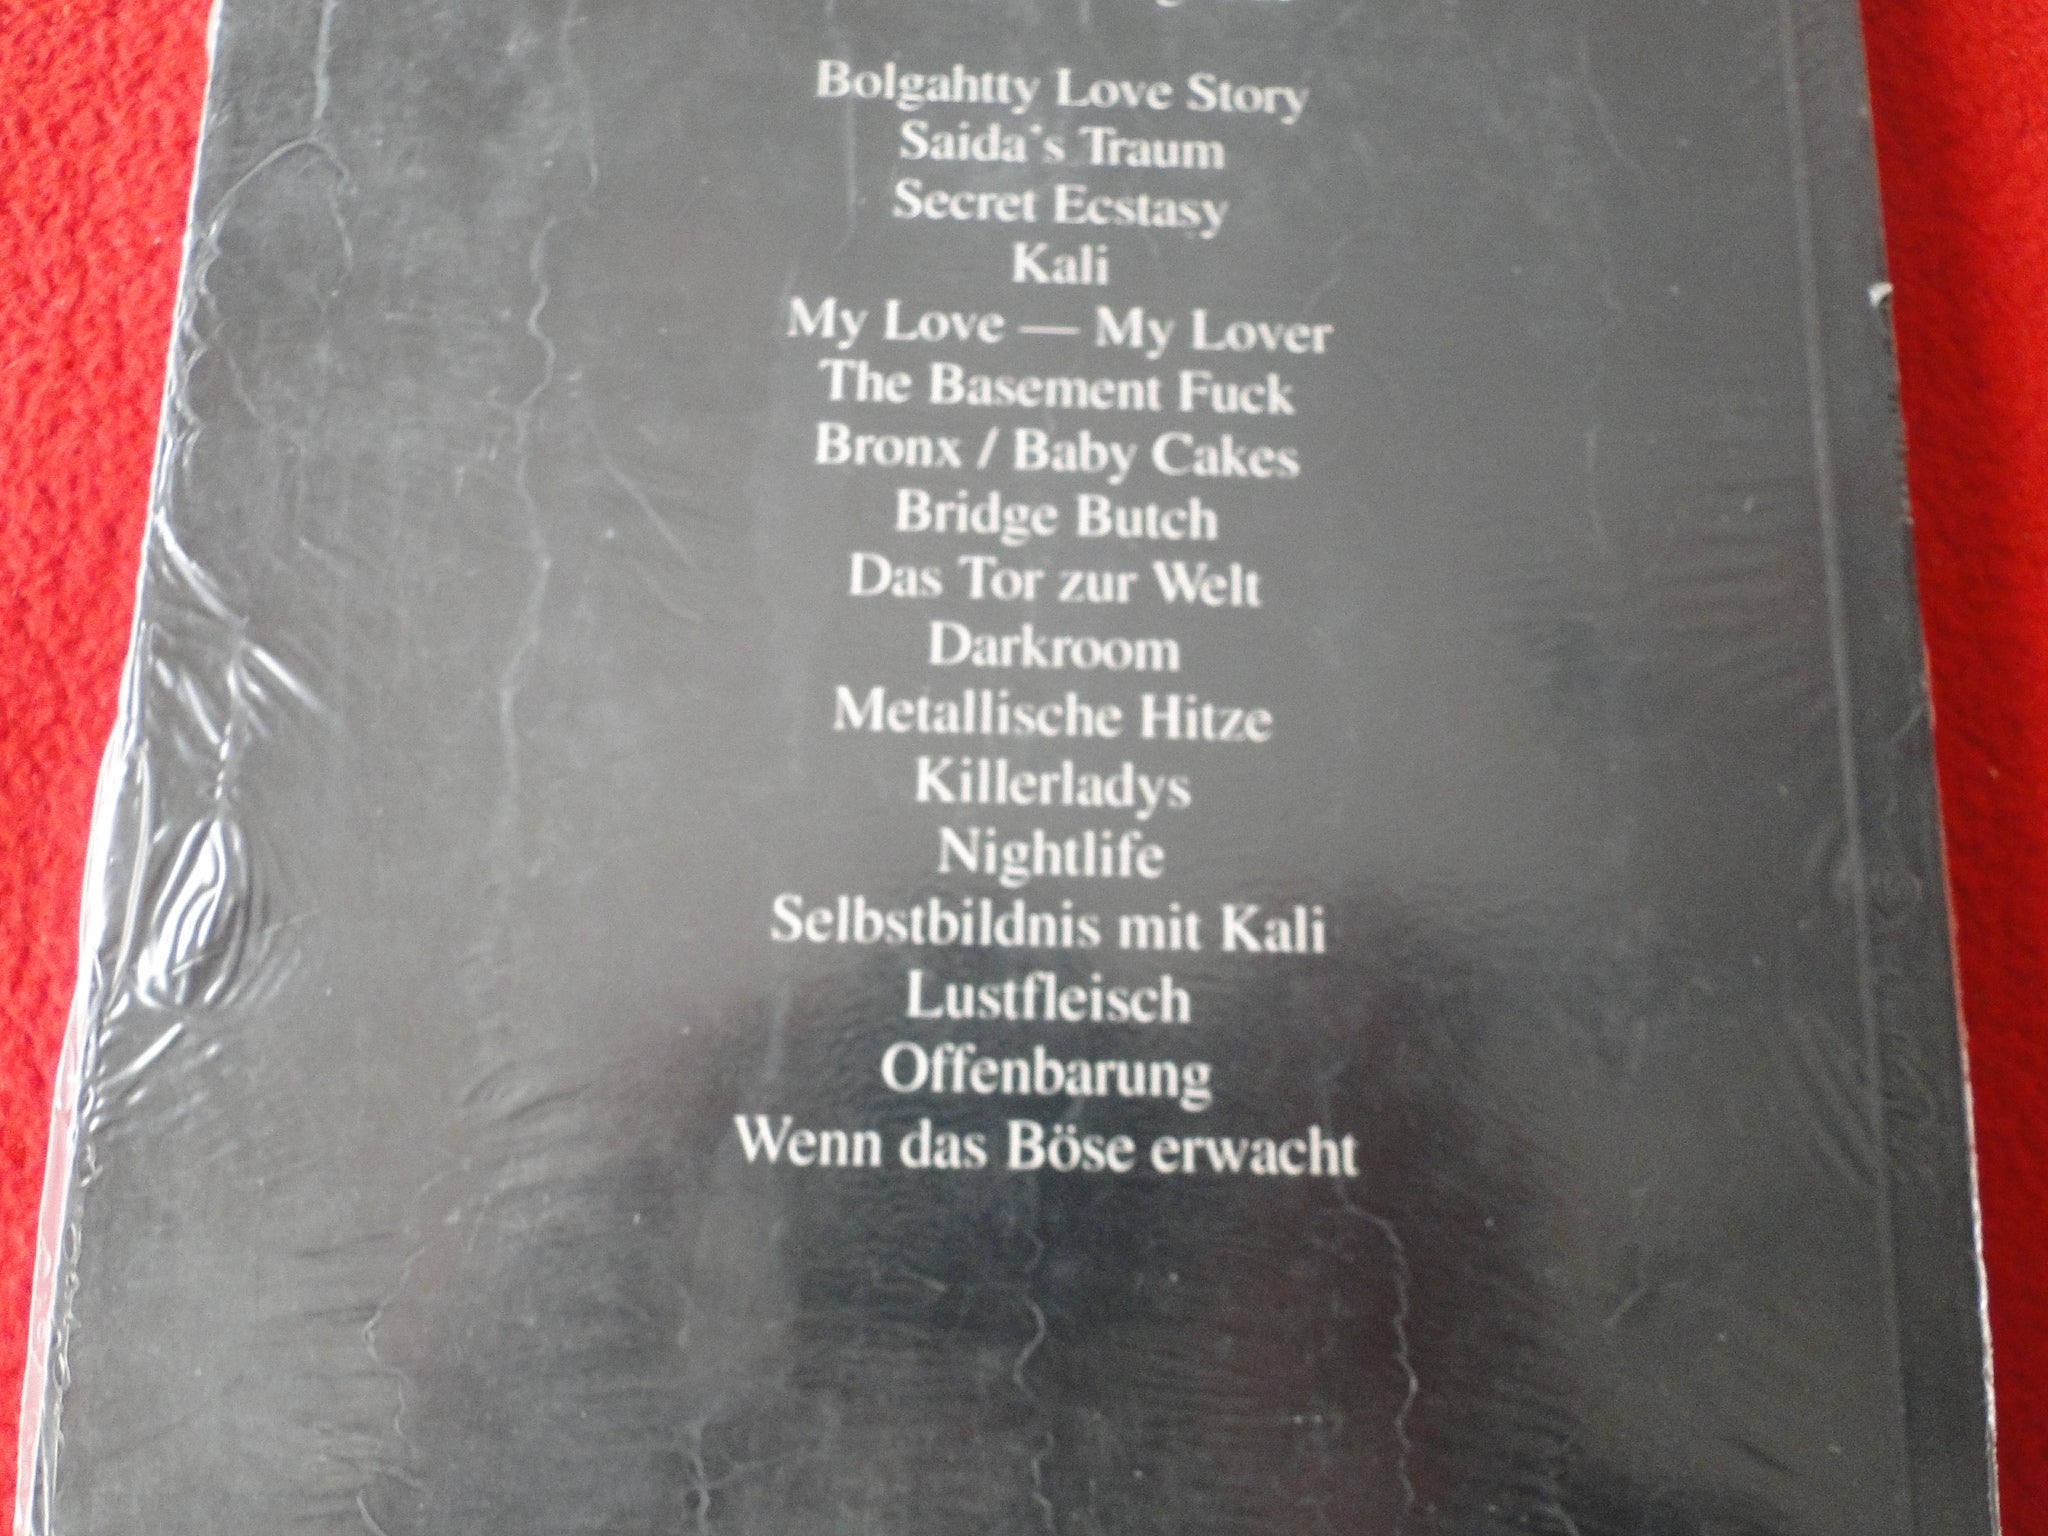 Bolgahtty Love Story
Saida's Traum
Secret Ecstasy
Kali
My Love — My Lover
The Basement Fuck
Bronx / Baby Cakes
Bridge Butch
Das Tor zur Welt
Darkroom
Metallische Hitze
Killerladys
Nightlife
Selbstbildnis mit Kali
Lustfleisch
Offenbarung
Wenn das Böse erwacht